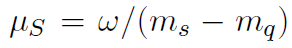 μ_S = ω/(m_s − m_q)